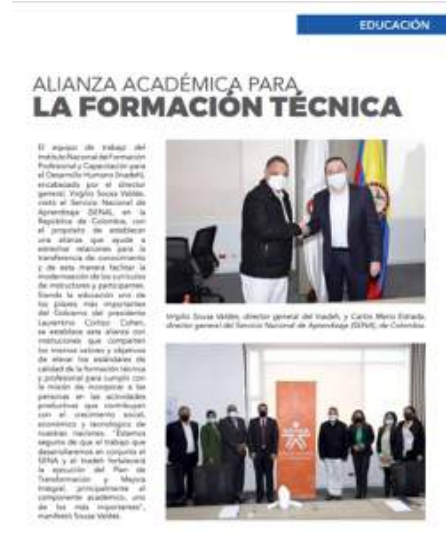 EDUCACIÓN
ALIANZA ACADÉMICA PARA
LA FORMACIÓN TÉCNICA
El equipo de trabajo del
Instituto Nacional de Formación
Profesional y Capacitación para
el Desarrollo Humano (Inadeh),
encabezado por el director
general, Virgilio Sousa Valdés,
visitó el Servicio Nacional de
Aprendizaje (SENA), en la
República de Colombia, con
el propósito de establecer
una alianza que ayude a
estrechar relaciones para la
transferencia de conocimiento
y de esta manera facilitar la
modernización de los currículos
de instructores y participantes.
Siendo la educación uno de
los pilares más importantes
del Gobierno del presidente
Laurentino Cortizo Cohen,
se establece esta alianza con
instituciones que comparten
los mismos valores y objetivos
de elevar los estándares de
calidad de la formación técnica
y profesional para cumplir con
la misión de incorporar a las
personas en las actividades
productivas que contribuyan
con el crecimiento social,
económico y tecnológico de
nuestras naciones. "Estamos
seguros de que el trabajo que
desarrollaremos en conjunto el
SENA y el Inadeh fortalecerá
la ejecución del Plan de
Transformación y Mejora
Integral, principalmente el
componente académico, uno
de los más importantes",
manifestó Sousa Valdés.
Virgilio Sousa Valdés, director general del Inadeh, y Carlos Mario Estrada,
director general del Servicio Nacional de Aprendizaje (SENA), de Colombia.